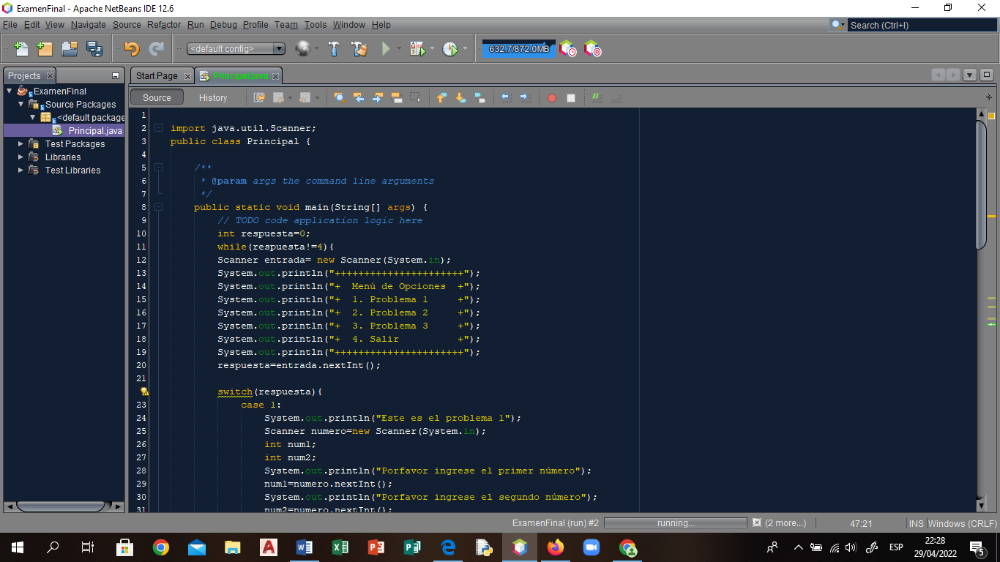 ExamenFinal - Apache NetBeans IDE 12.6
File Edit View Navigate Source Refactor Run Debug Profile Team Tools Window Help
Search (Ctrl+I)
<default config>
632.7/872.0MB
Projects
Start Page
Principal.java
ExamenFinal
Source Packages
<default package
Principal.java
Test Packages
Libraries
Test Libraries
Source History
1
2 import java.util.Scanner;
3 public class Principal {
4
5 /**
6 * @param args the command line arguments
7 */
8 public static void main(String[] args) {
9 // TODO code application logic here
10 int respuesta=0;
11 while(respuesta!=4){
12 Scanner entrada= new Scanner(System.in);
13 System.out.println("++++++++++++++++++++++");
14 System.out.println("+  Menú de Opciones  +");
15 System.out.println("+  1. Problema 1     +");
16 System.out.println("+  2. Problema 2     +");
17 System.out.println("+  3. Problema 3     +");
18 System.out.println("+  4. Salir          +");
19 System.out.println("++++++++++++++++++++++");
20 respuesta=entrada.nextInt();
21
switch(respuesta){
23 case 1:
24 System.out.println("Este es el problema 1");
25 Scanner numero=new Scanner(System.in);
26 int num1;
27 int num2;
28 System.out.println("Porfavor ingrese el primer número");
29 num1=numero.nextInt();
30 System.out.println("Porfavor ingrese el segundo número");
31 num2=numero.nextInt();
ExamenFinal (run) #2 running... (2 more...) 47:21 INS Windows (CRLF)
ESP
22:28
29/04/2022
5